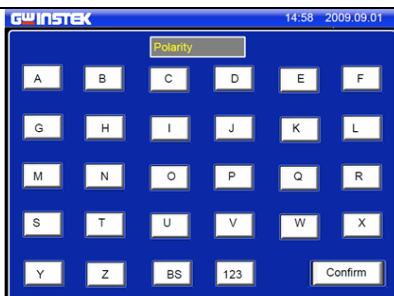 GWINSTEK 14:58 2009.09.01
Polarity
A B C D E F
G H I J K L
M N O P Q R
S T U V W X
Y Z BS 123 Confirm